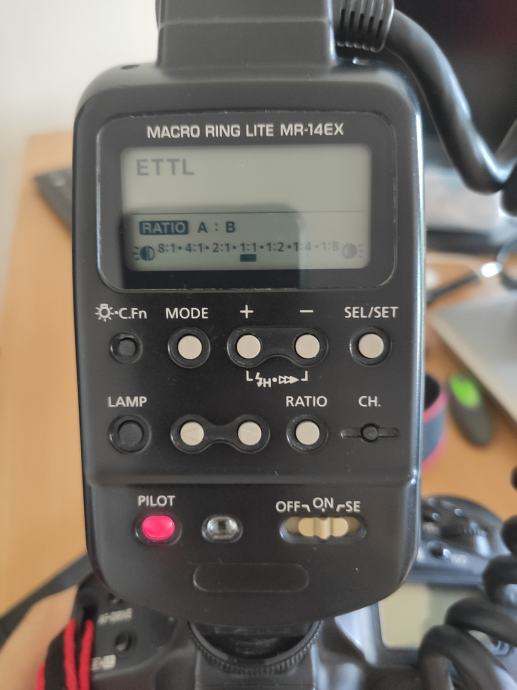 MACRO RING LITE MR-14EX
ETTL
RATIO A : B
8:1•4:1•2:1•1:1•1:2•1:4•1:8
•C.Fn MODE + − SEL/SET
H•
LAMP RATIO CH.
PILOT OFF ON SE